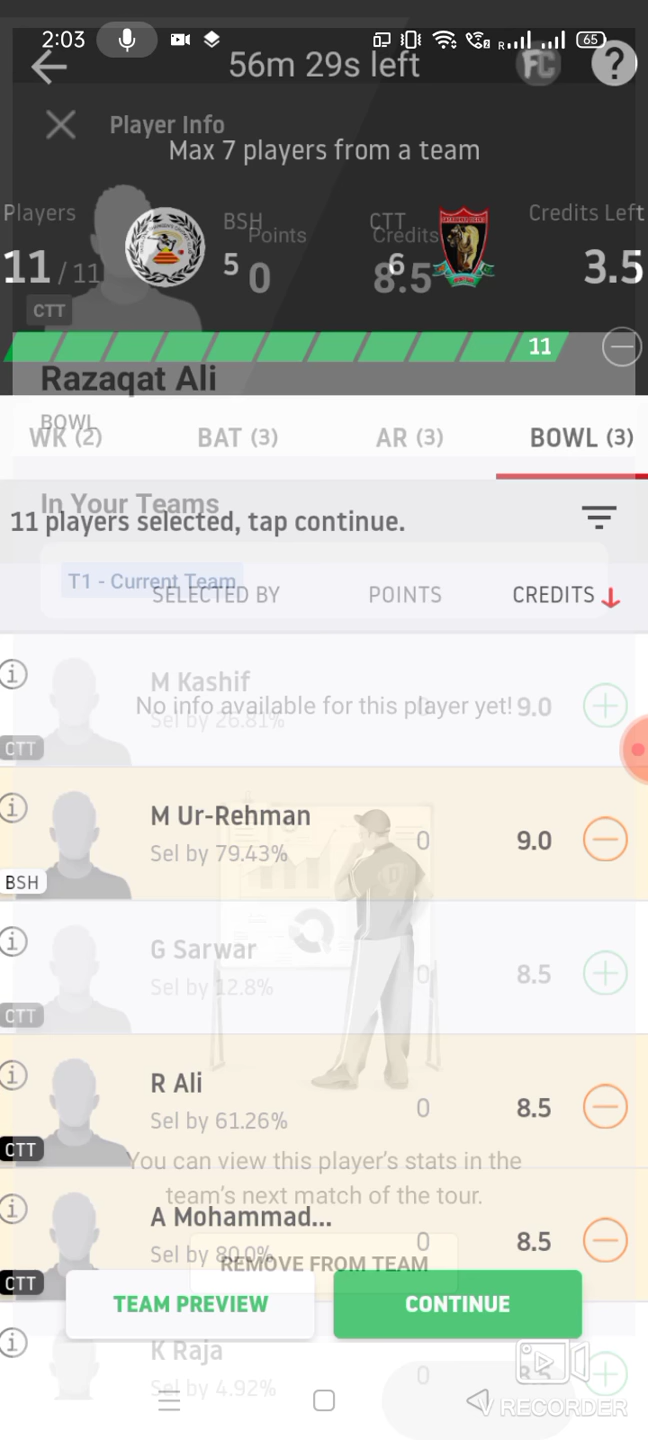 2:03
R
65
56m 29s left
FC
?
Player Info
Max 7 players from a team
Players
BSH
CTT
Credits Left
Points
Credits
11 / 11
5
0
6
8.5
3.5
CTT
11
Razaqat Ali
BOWL
WK (2)
BAT (3)
AR (3)
BOWL (3)
In Your Teams
11 players selected, tap continue.
T1 - Current Team
SELECTED BY
POINTS
CREDITS
M Kashif
No info available for this player yet!
Sel by 26.81%
0
9.0
CTT
M Ur-Rehman
Sel by 79.43%
0
9.0
BSH
G Sarwar
Sel by 12.8%
0
8.5
CTT
R Ali
Sel by 61.26%
0
8.5
CTT
You can view this player's stats in the
team's next match of the tour.
A Mohammad...
Sel by 80.0%
0
8.5
REMOVE FROM TEAM
CTT
TEAM PREVIEW
CONTINUE
K Raja
Sel by 4.92%
0
8.5
V RECORDER